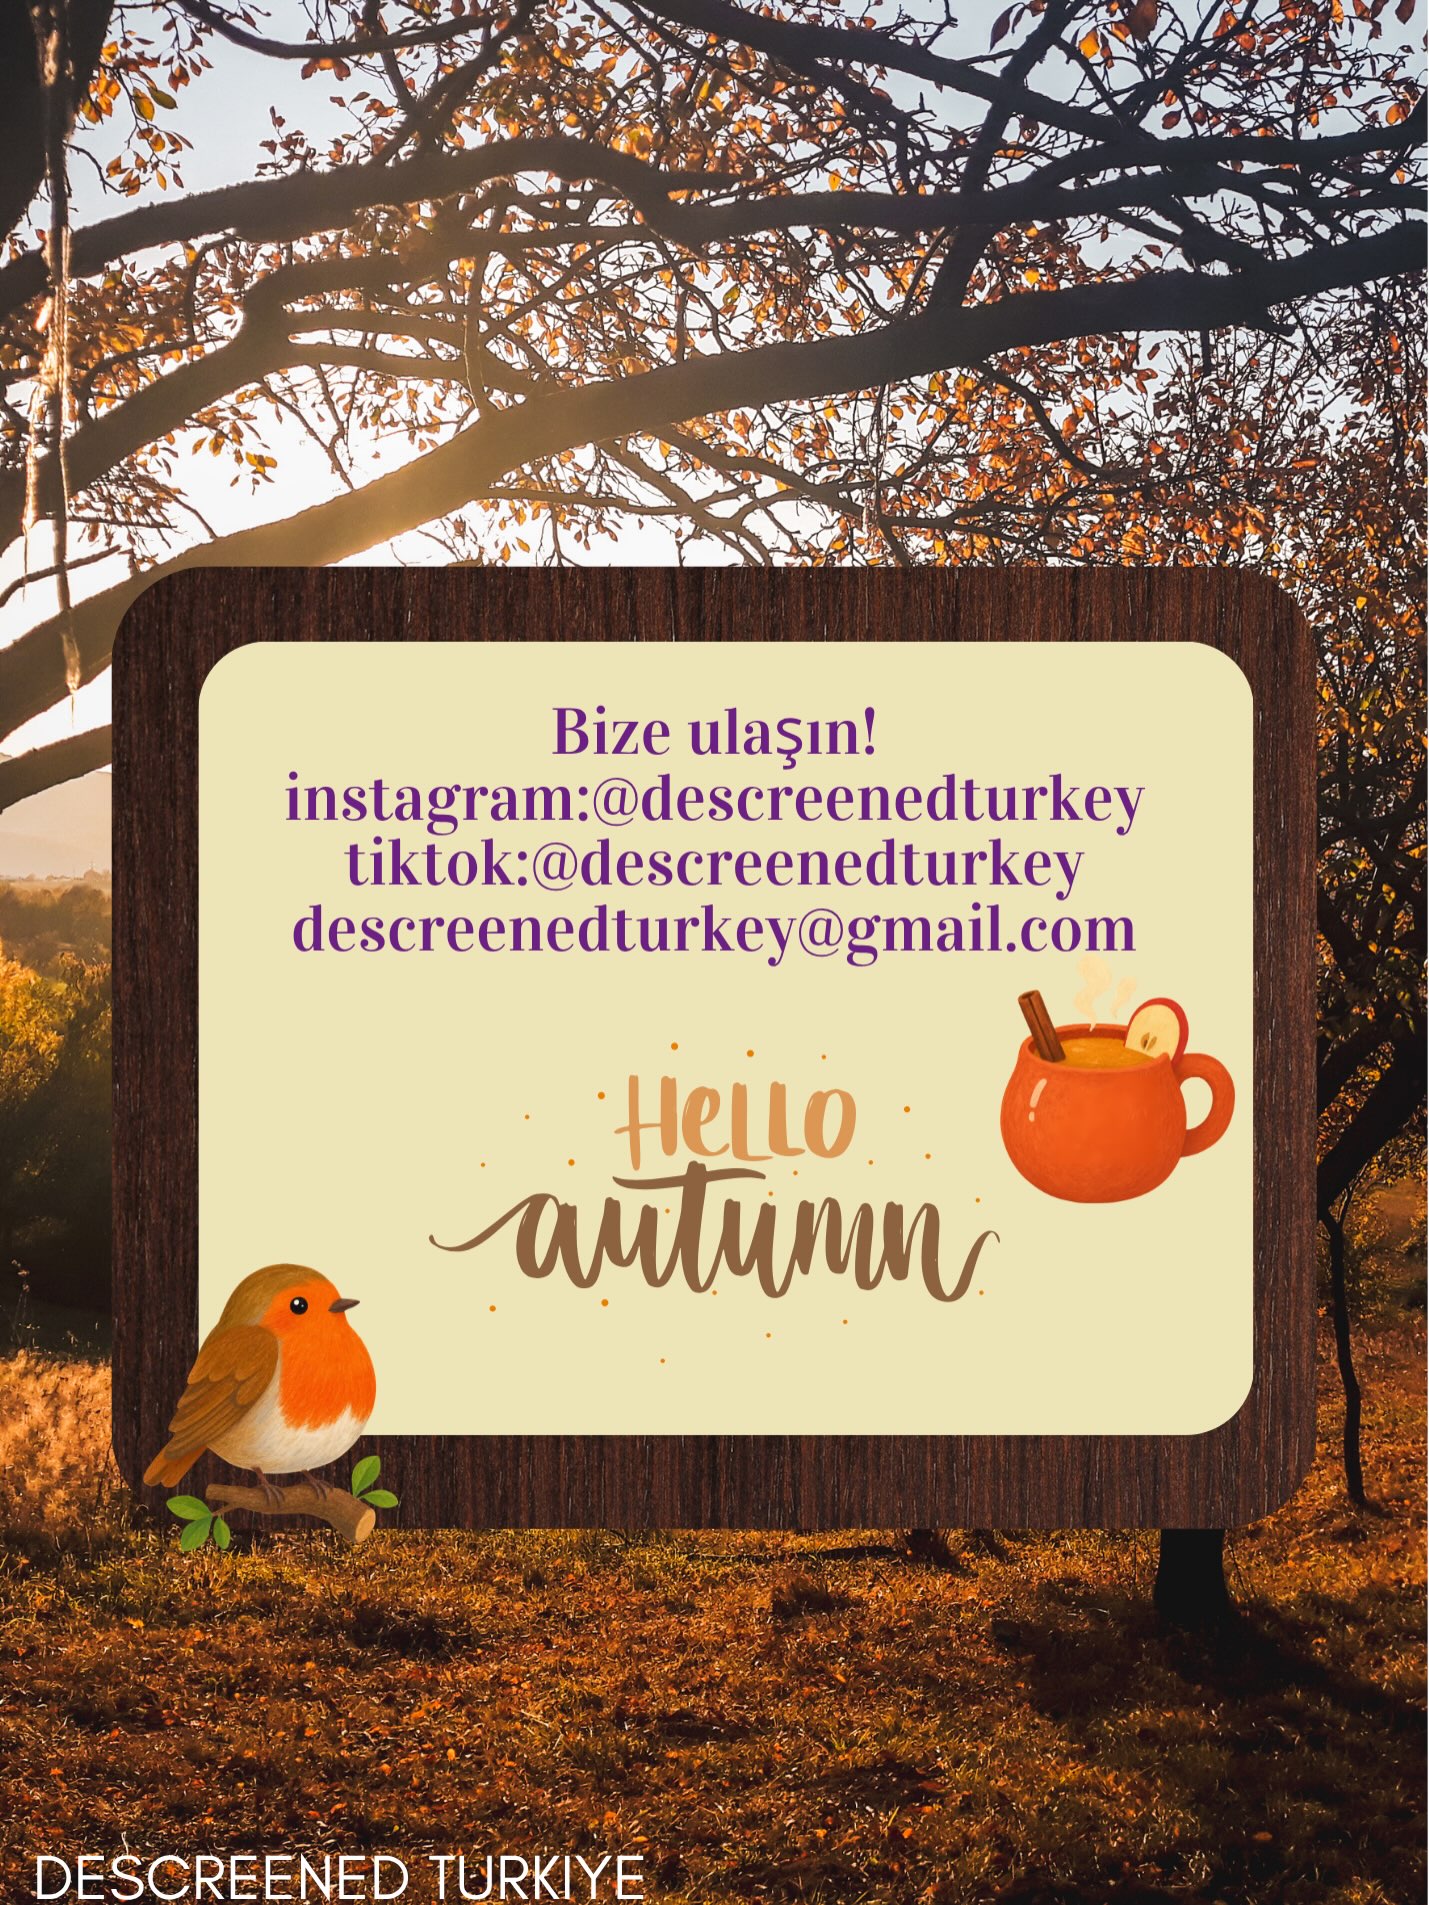 Bize ulaşın!
instagram:@descreenedturkey
tiktok:@descreenedturkey
descreenedturkey@gmail.com
Hello
autumn
DESCREENED TURKIYE